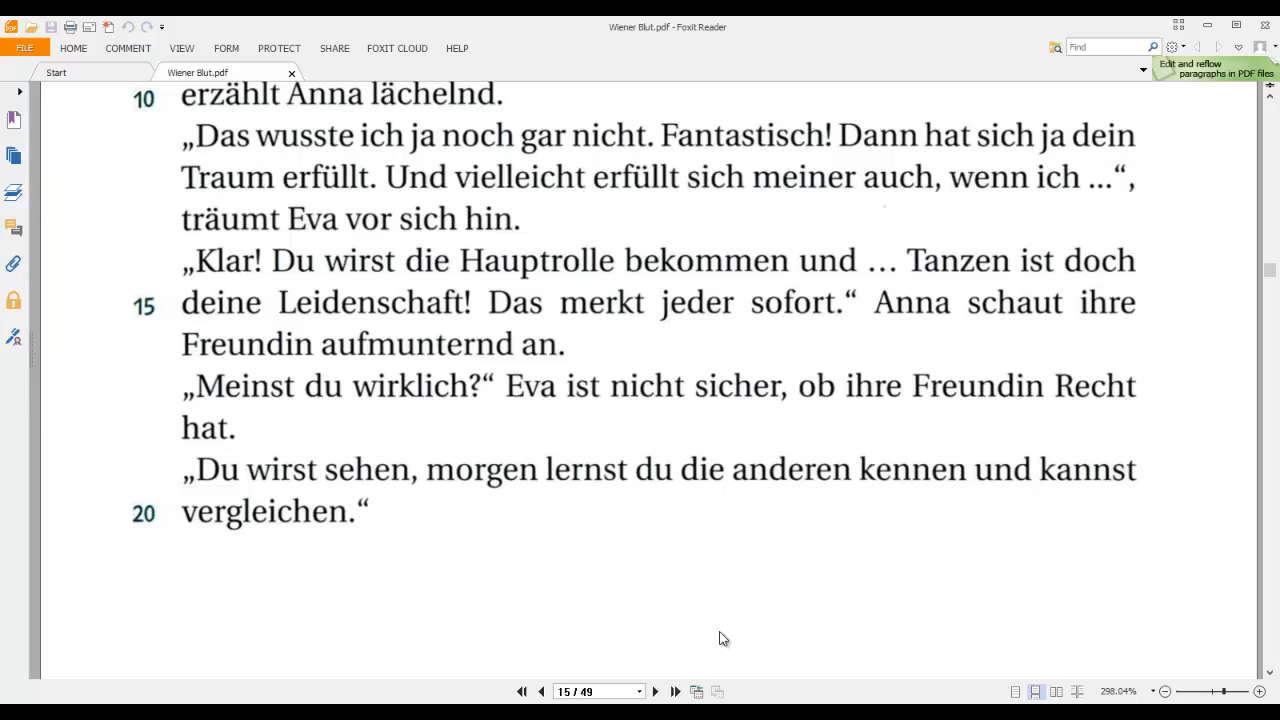 Wiener Blut.pdf - Foxit Reader
FILE HOME COMMENT VIEW FORM PROTECT SHARE FOXIT CLOUD HELP
Find
Start Wiener Blut.pdf
Edit and reflow
paragraphs in PDF files
10 erzählt Anna lächelnd.
„Das wusste ich ja noch gar nicht. Fantastisch! Dann hat sich ja dein
Traum erfüllt. Und vielleicht erfüllt sich meiner auch, wenn ich ...“,
träumt Eva vor sich hin.
„Klar! Du wirst die Hauptrolle bekommen und … Tanzen ist doch
15 deine Leidenschaft! Das merkt jeder sofort.“ Anna schaut ihre
Freundin aufmunternd an.
„Meinst du wirklich?“ Eva ist nicht sicher, ob ihre Freundin Recht
hat.
„Du wirst sehen, morgen lernst du die anderen kennen und kannst
20 vergleichen.“
15 / 49
298.04%